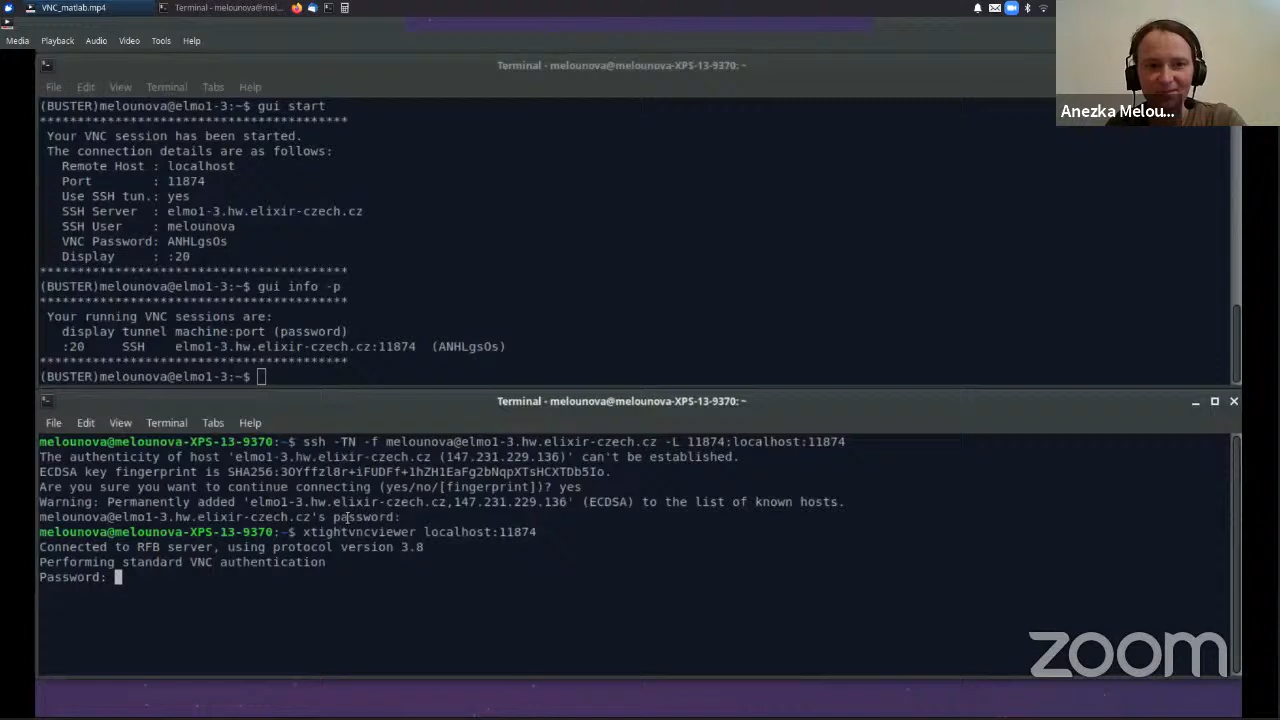 VNC_matlab.mp4
Terminal - melounova@mel...
Media Playback Audio Video Tools Help
Anezka Melou...
Terminal - melounova@melounova-XPS-13-9370: ~
File Edit View Terminal Tabs Help
(BUSTER)melounova@elmo1-3:~$ gui start
*****************************************
Your VNC session has been started.
The connection details are as follows:
Remote Host : localhost
Port : 11874
Use SSH tun.: yes
SSH Server : elmo1-3.hw.elixir-czech.cz
SSH User : melounova
VNC Password: ANHLgsOs
Display : :20
*****************************************
(BUSTER)melounova@elmo1-3:~$ gui info -p
*****************************************
Your running VNC sessions are:
display tunnel machine:port (password)
:20 SSH elmo1-3.hw.elixir-czech.cz:11874 (ANHLgsOs)
*****************************************
(BUSTER)melounova@elmo1-3:~$
Terminal - melounova@melounova-XPS-13-9370: ~
File Edit View Terminal Tabs Help
melounova@melounova-XPS-13-9370:~$ ssh -TN -f melounova@elmo1-3.hw.elixir-czech.cz -L 11874:localhost:11874
The authenticity of host 'elmo1-3.hw.elixir-czech.cz (147.231.229.136)' can't be established.
ECDSA key fingerprint is SHA256:3OYffzl8r+iFUDFf+1hZH1EaFg2bNqpXTsHCXTDb5Io.
Are you sure you want to continue connecting (yes/no/[fingerprint])? yes
Warning: Permanently added 'elmo1-3.hw.elixir-czech.cz,147.231.229.136' (ECDSA) to the list of known hosts.
melounova@elmo1-3.hw.elixir-czech.cz's password:
melounova@melounova-XPS-13-9370:~$ xtightvncviewer localhost:11874
Connected to RFB server, using protocol version 3.8
Performing standard VNC authentication
Password:
zoom